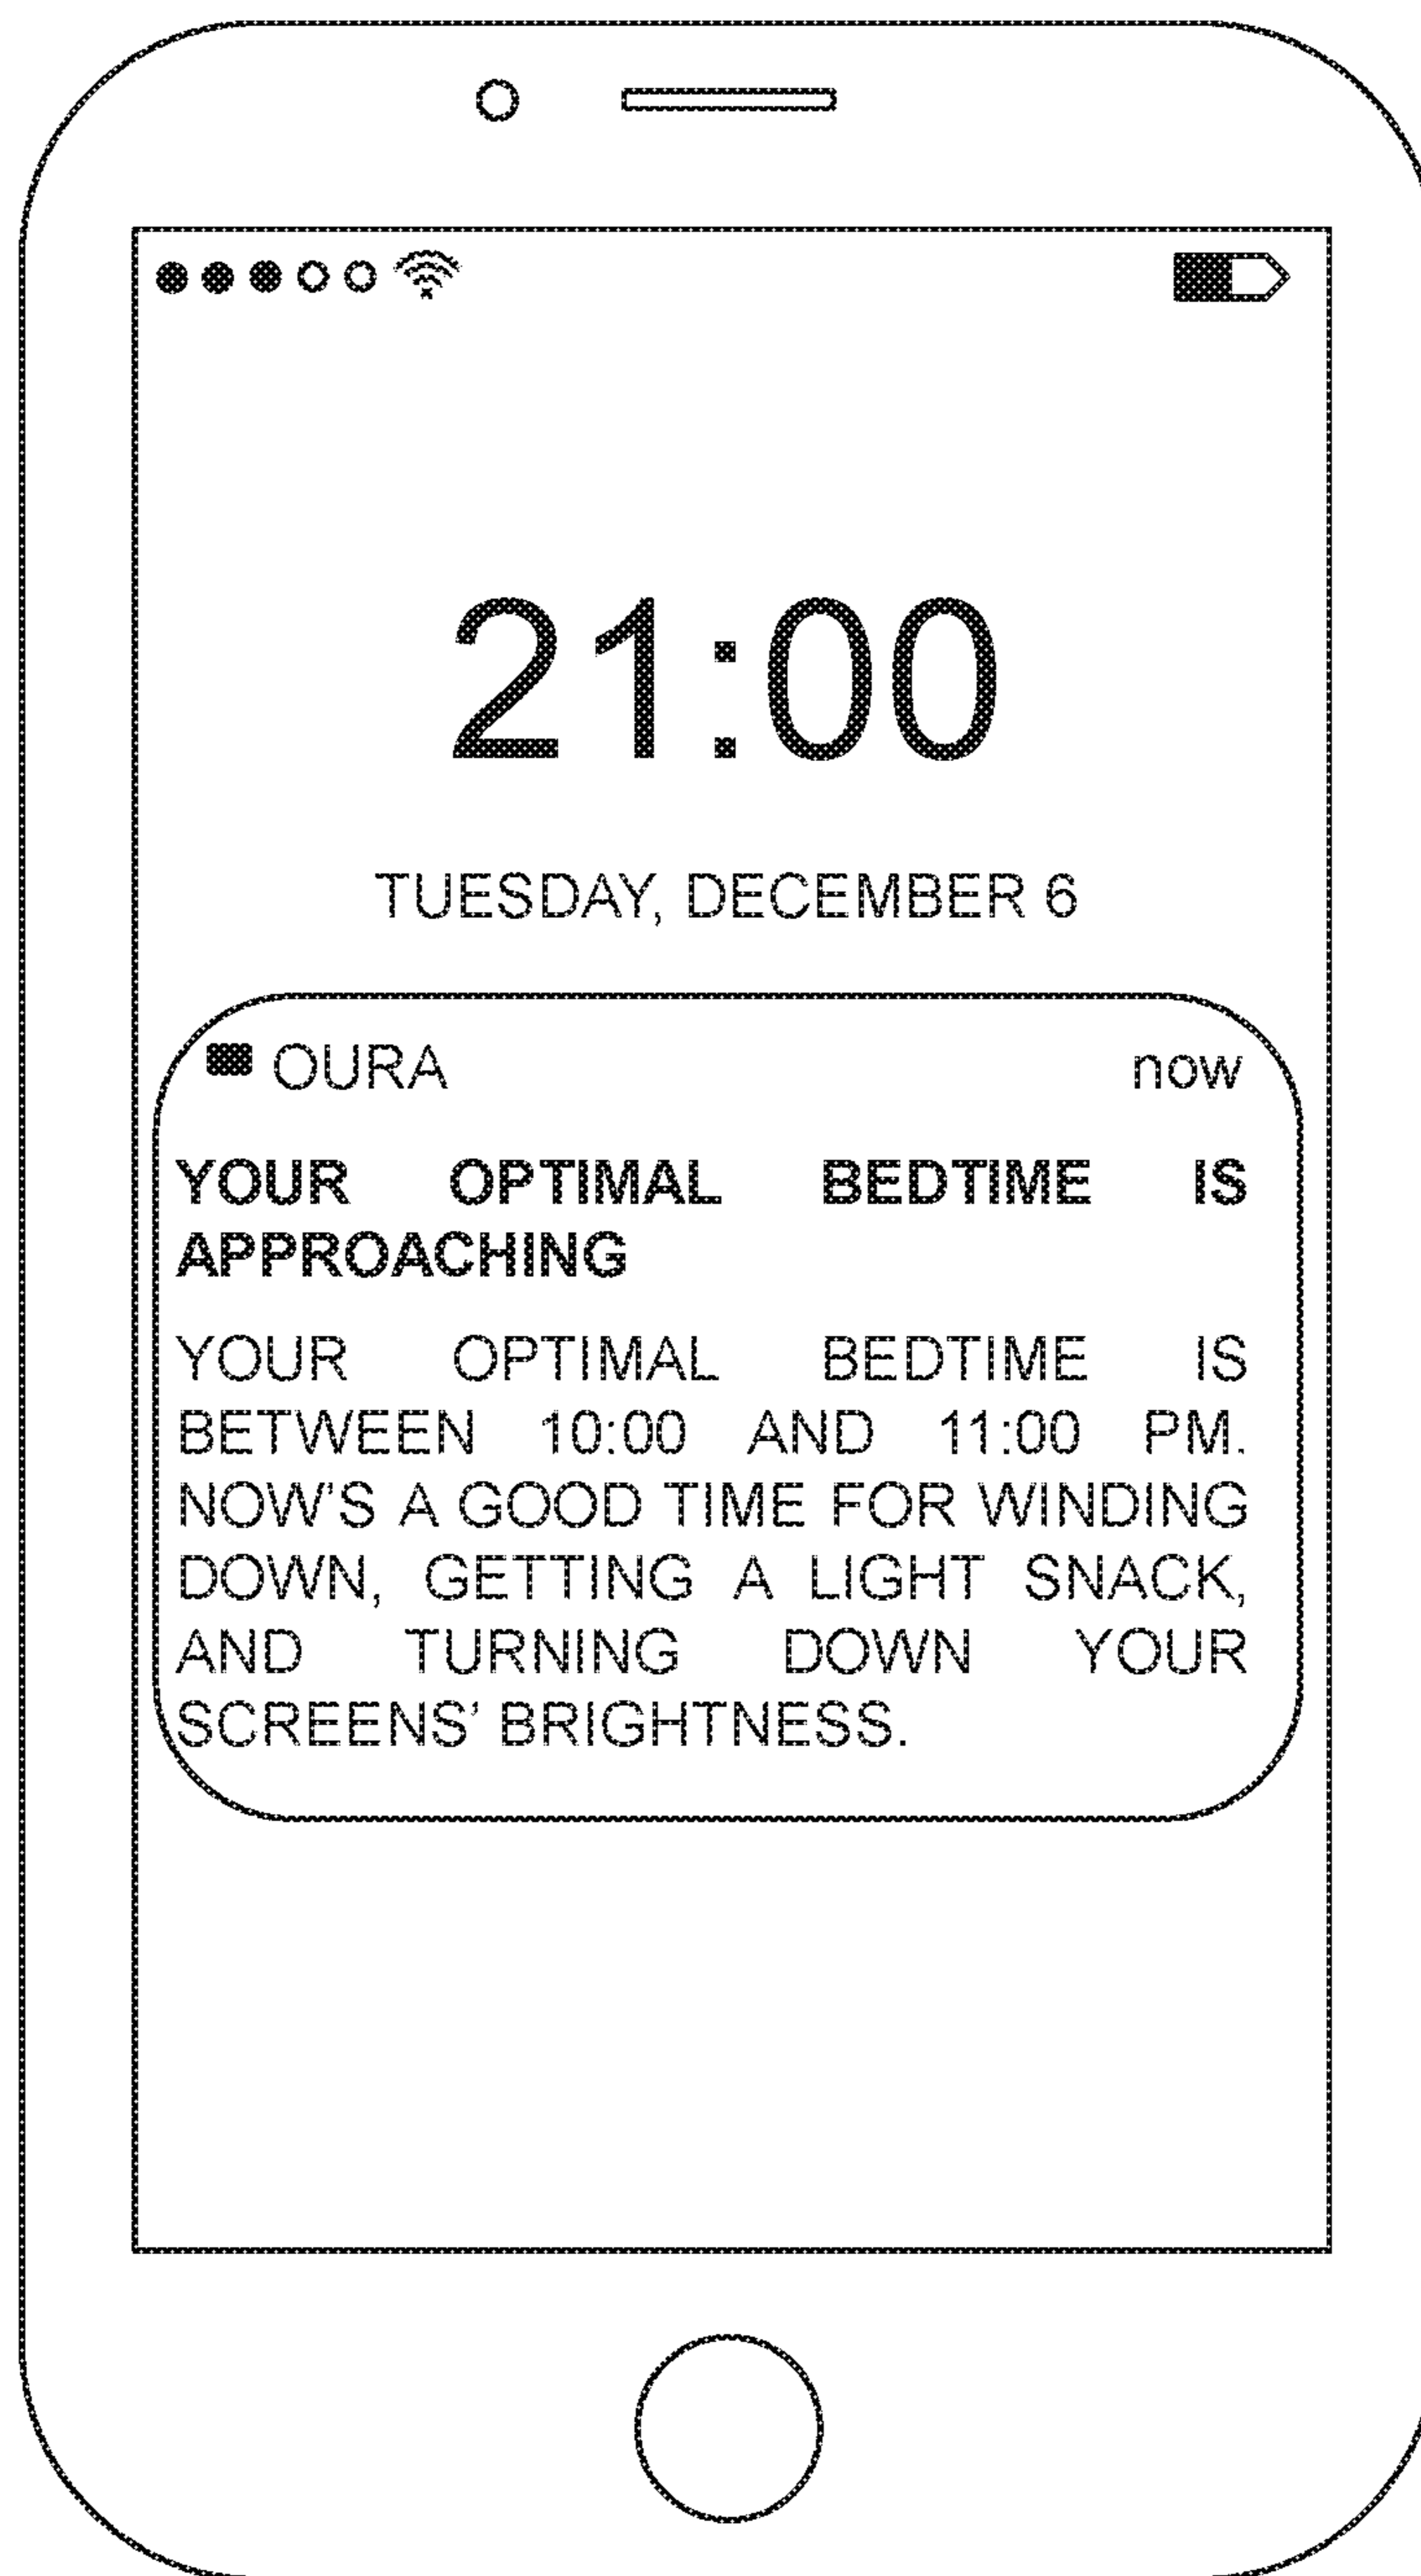 21:00
TUESDAY, DECEMBER 6
OURA now
YOUR OPTIMAL BEDTIME IS
APPROACHING
YOUR OPTIMAL BEDTIME IS
BETWEEN 10:00 AND 11:00 PM.
NOW'S A GOOD TIME FOR WINDING
DOWN, GETTING A LIGHT SNACK,
AND TURNING DOWN YOUR
SCREENS' BRIGHTNESS.